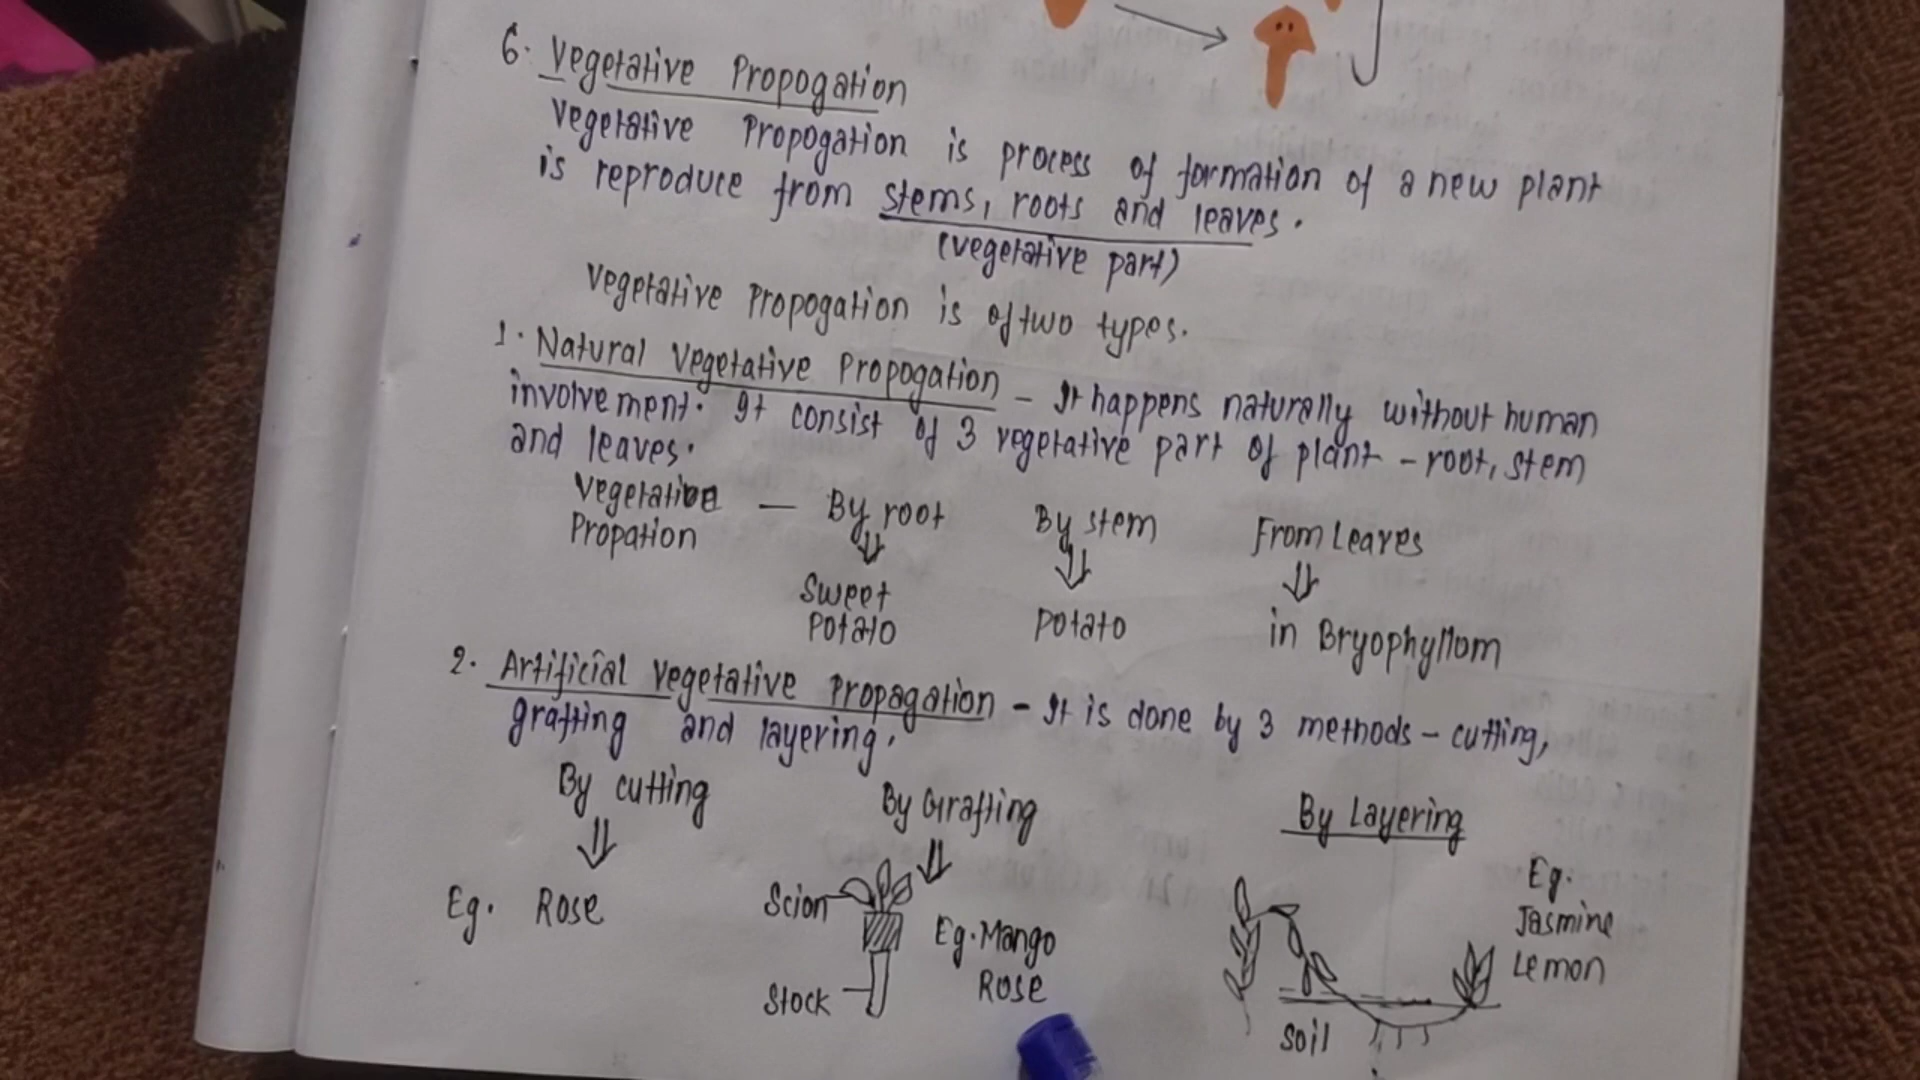 6. Vegetative Propogation
Vegetative Propogation is process of formation of a new plant
is reproduce from stems, roots and leaves.
(vegetative part)
Vegetative Propogation is of two types.
1. Natural Vegetative Propogation - It happens naturally without human
involvement. It consist of 3 vegetative part of plant - root, stem
and leaves.
Vegetative Propation — By root By stem From Leaves
Sweet Potato Potato in Bryophyllom
2. Artificial Vegetative Propagation - It is done by 3 methods - cutting,
grafting and layering.
By cutting By Grafting By Layering
Eg. Rose
Scion
Eg. Mango
Rose
Stock
Eg.
Jasmine
Lemon
Soil